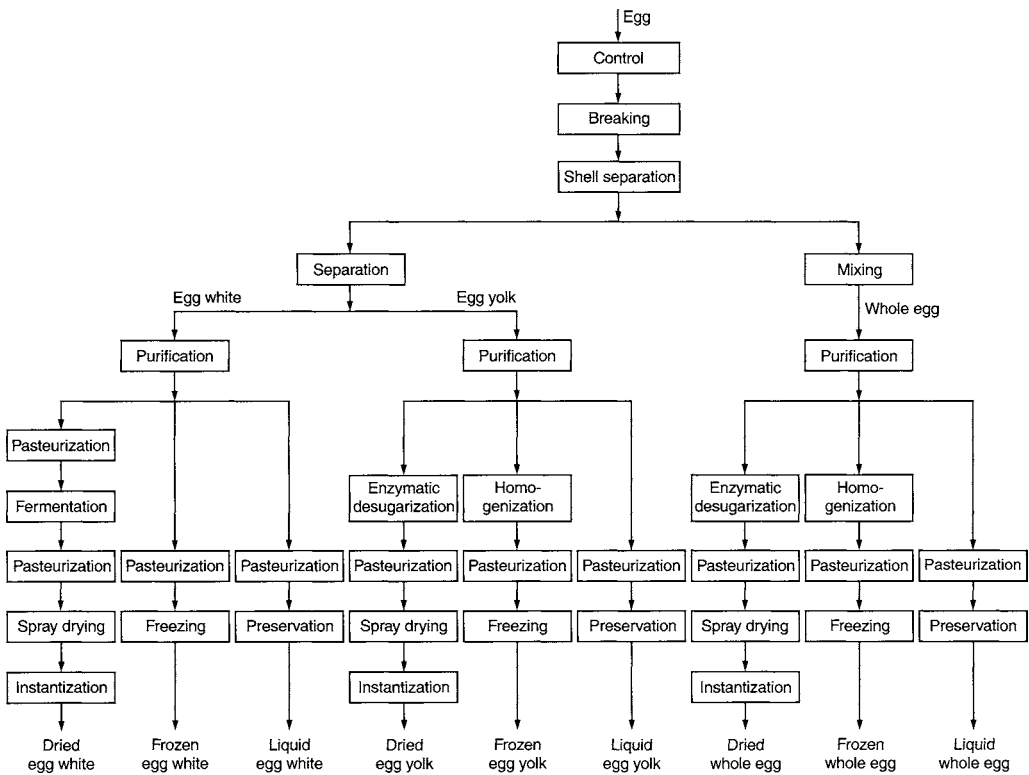 Egg
Control
Breaking
Shell separation
Separation
Mixing
Egg white
Egg yolk
Whole egg
Purification
Purification
Purification
Pasteurization
Fermentation
Enzymatic
desugarization
Homo-
genization
Enzymatic
desugarization
Homo-
genization
Pasteurization
Pasteurization
Pasteurization
Pasteurization
Pasteurization
Pasteurization
Pasteurization
Pasteurization
Pasteurization
Spray drying
Freezing
Preservation
Spray drying
Freezing
Preservation
Spray drying
Freezing
Preservation
Instantization
Instantization
Instantization
Dried
egg white
Frozen
egg white
Liquid
egg white
Dried
egg yolk
Frozen
egg yolk
Liquid
egg yolk
Dried
whole egg
Frozen
whole egg
Liquid
whole egg